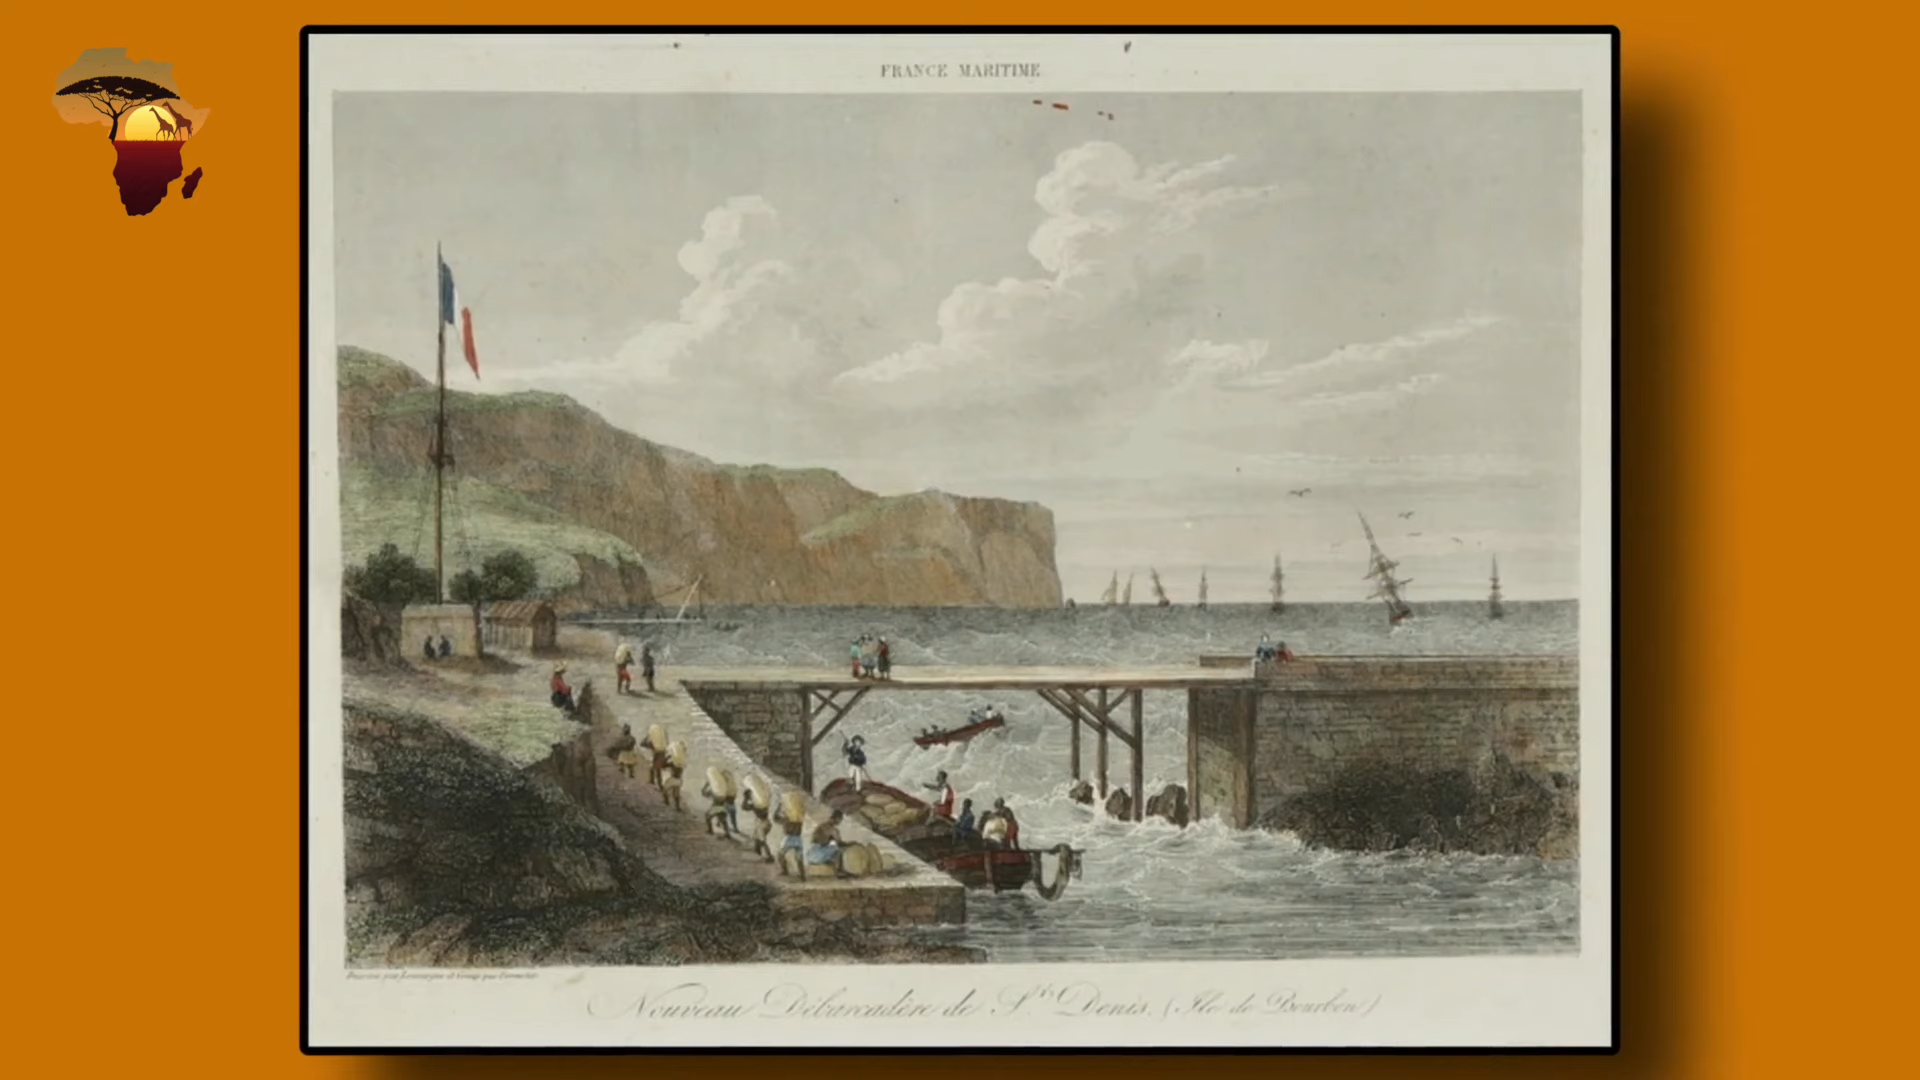 FRANCE MARITIME
Nouveau Débarcadère de St. Denis. (Ile de Bourbon)